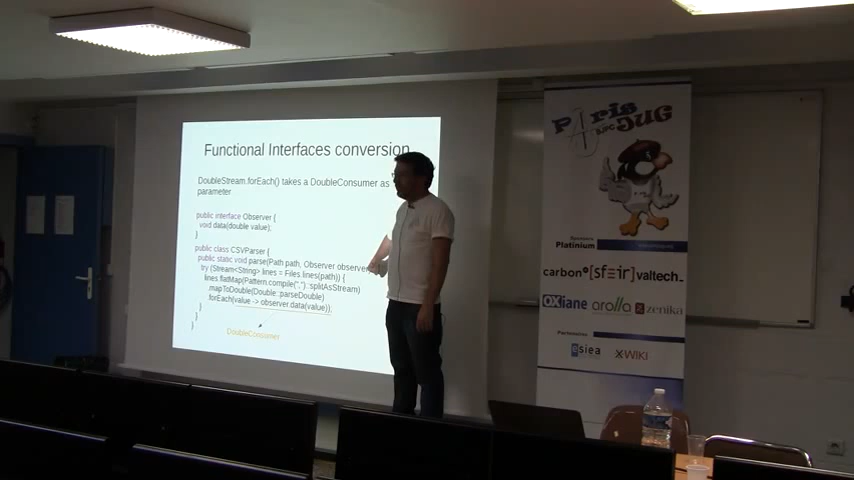 Functional Interfaces conversion
DoubleStream.forEach() takes a DoubleConsumer as
parameter
public interface Observer {
void data(double value);
}
public class CSVParser {
public static void parse(Path path, Observer observer
try (Stream<String> lines = Files.lines(path)) {
lines.flatMap(Pattern.compile(",")::splitAsStream)
.mapToDouble(Double::parseDouble)
.forEach(value -> observer.data(value));
}
}
}
DoubleConsumer
Paris
JUG
Platinium
carbon
[sfeir]
valtech_
OXiane
arolla
zenika
esiea
XWIKI